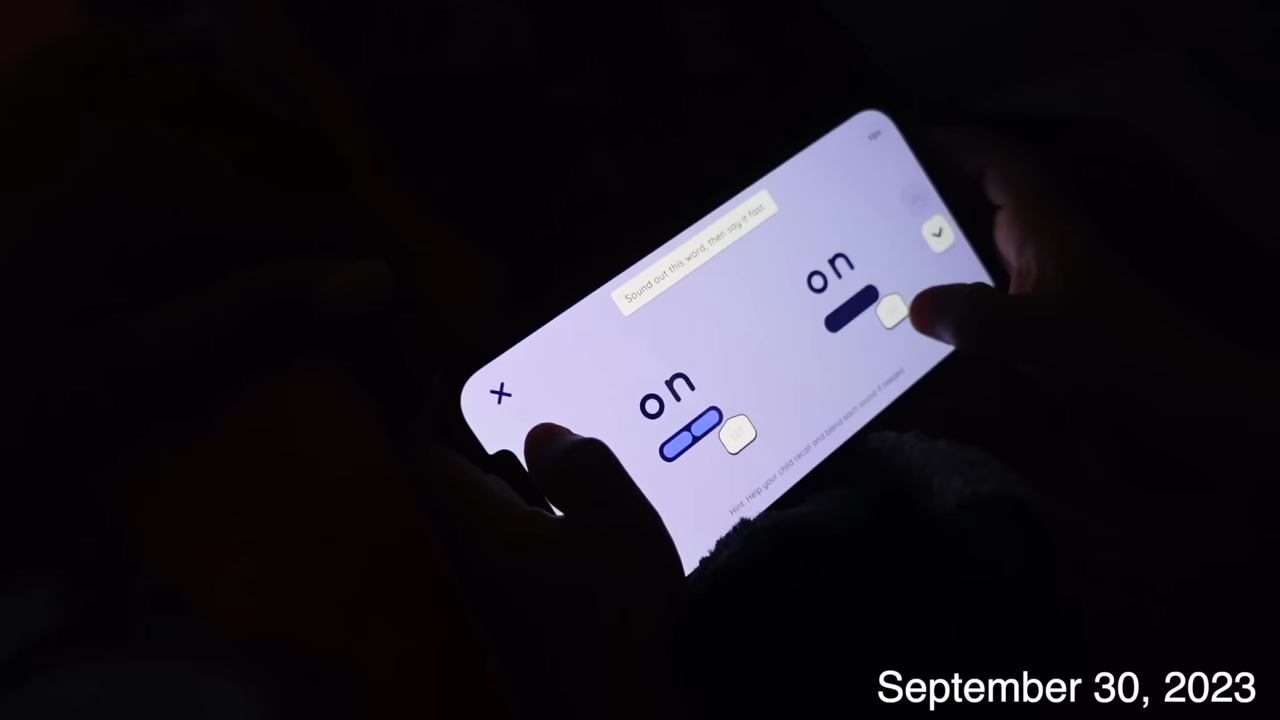 Sound out this word, then say it fast.
on
on
Hint: Help your child recall and blend each sound if needed
September 30, 2023